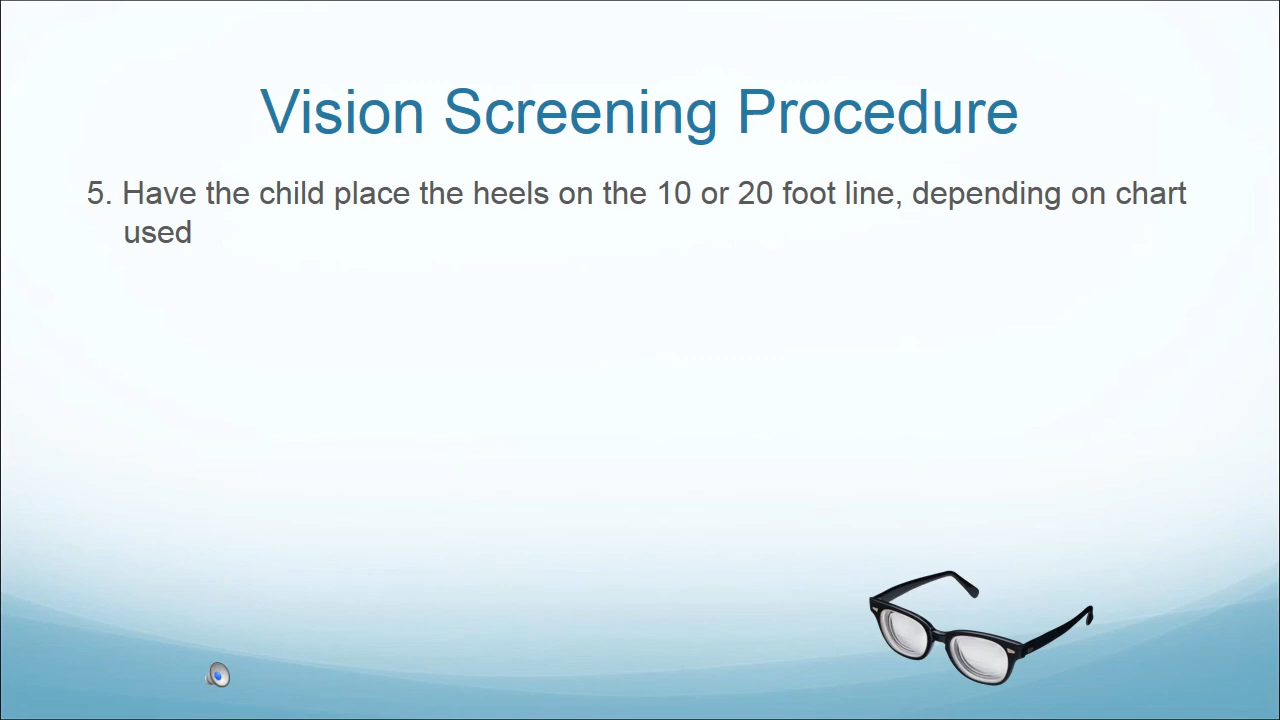 Vision Screening Procedure
5. Have the child place the heels on the 10 or 20 foot line, depending on chart
used